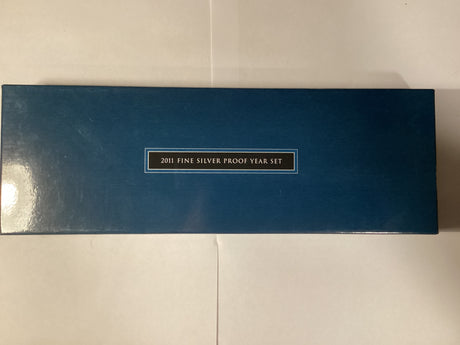 2011 FINE SILVER PROOF YEAR SET